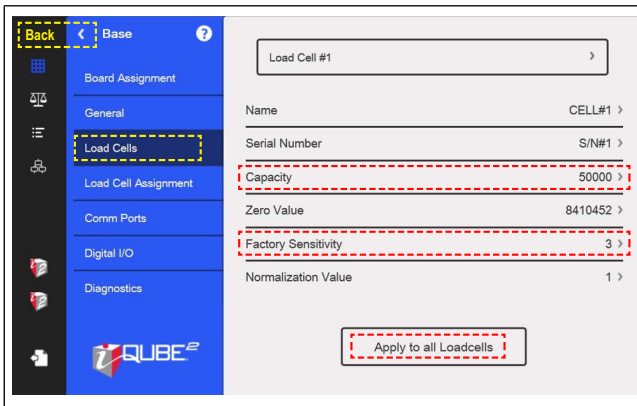 Back
Base ?
Load Cell #1
Board Assignment
General
Load Cells
Load Cell Assignment
Comm Ports
Digital I/O
Diagnostics
iQUBE²
Name CELL#1
Serial Number S/N#1
Capacity 50000
Zero Value 8410452
Factory Sensitivity 3
Normalization Value 1
Apply to all Loadcells